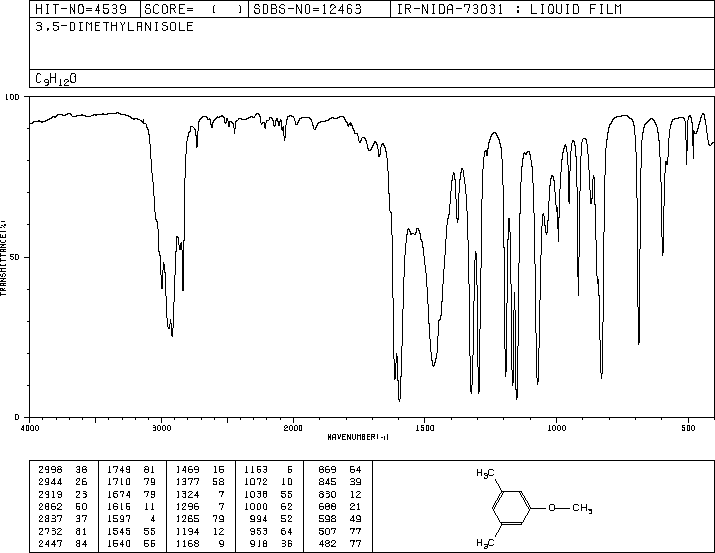 HIT-NO=4539 SCORE= ( ) SDBS-NO=12463 IR-NIDA-73031 : LIQUID FILM
3,5-DIMETHYLANISOLE
C9H12O
100
50
0
TRANSMITTANCE(%)
4000 3000 2000 1500 1000 500
WAVENUMBER(-1)
2998 38 1749 81 1469 15 1153 5 869 64
2944 26 1710 79 1377 58 1072 10 845 39
2919 23 1674 79 1324 7 1038 55 830 12
2862 50 1615 11 1296 7 1000 62 688 21
2837 37 1597 4 1265 79 994 52 598 49
2732 81 1545 55 1194 12 953 64 507 77
2447 84 1540 55 1168 9 918 36 482 77
H3C
O CH3
H3C